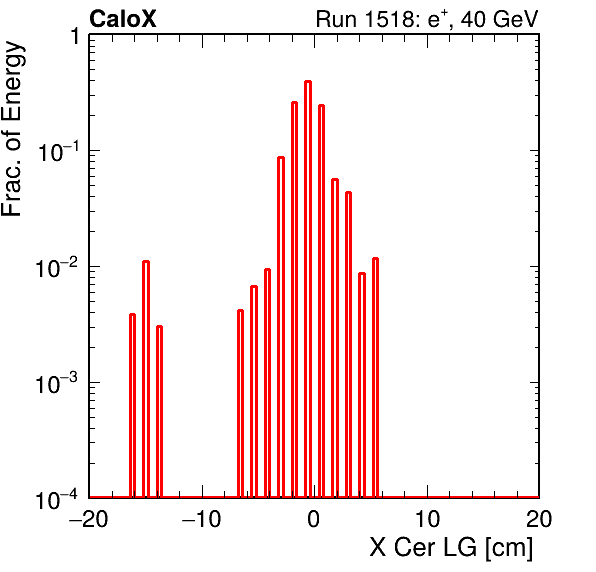 CaloX Run 1518: e⁺, 40 GeV
Frac. of Energy
1
10⁻¹
10⁻²
10⁻³
10⁻⁴
−20 −10 0 10 20
X Cer LG [cm]